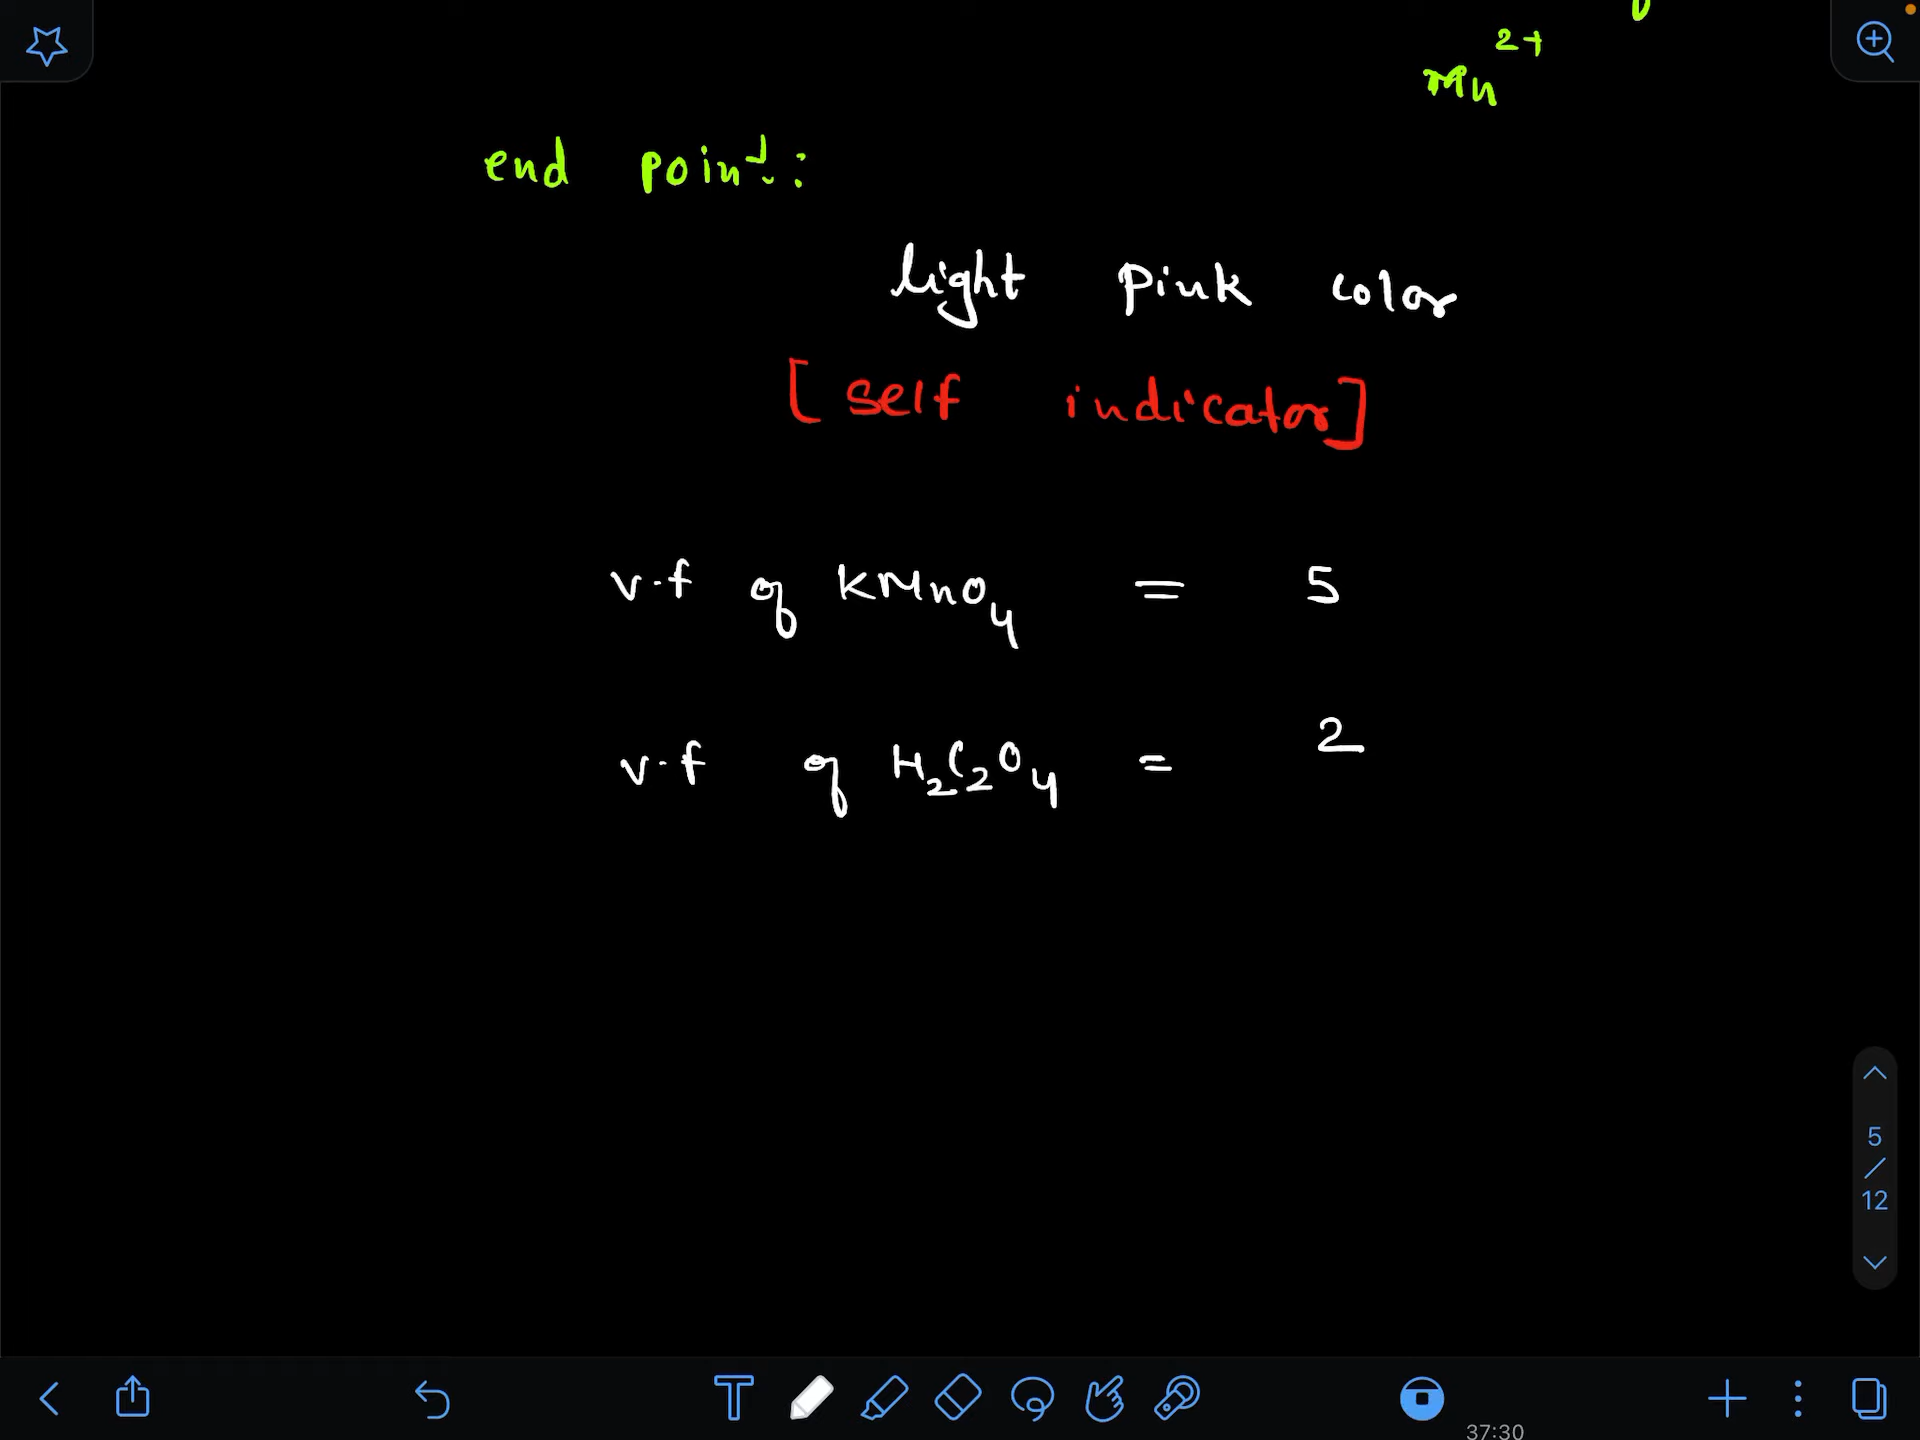 Mn²⁺
end point:
light pink color
[self indicator]
v.f of KMnO₄ = 5
v.f of H₂C₂O₄ = 2
5
/
12
T
37:30